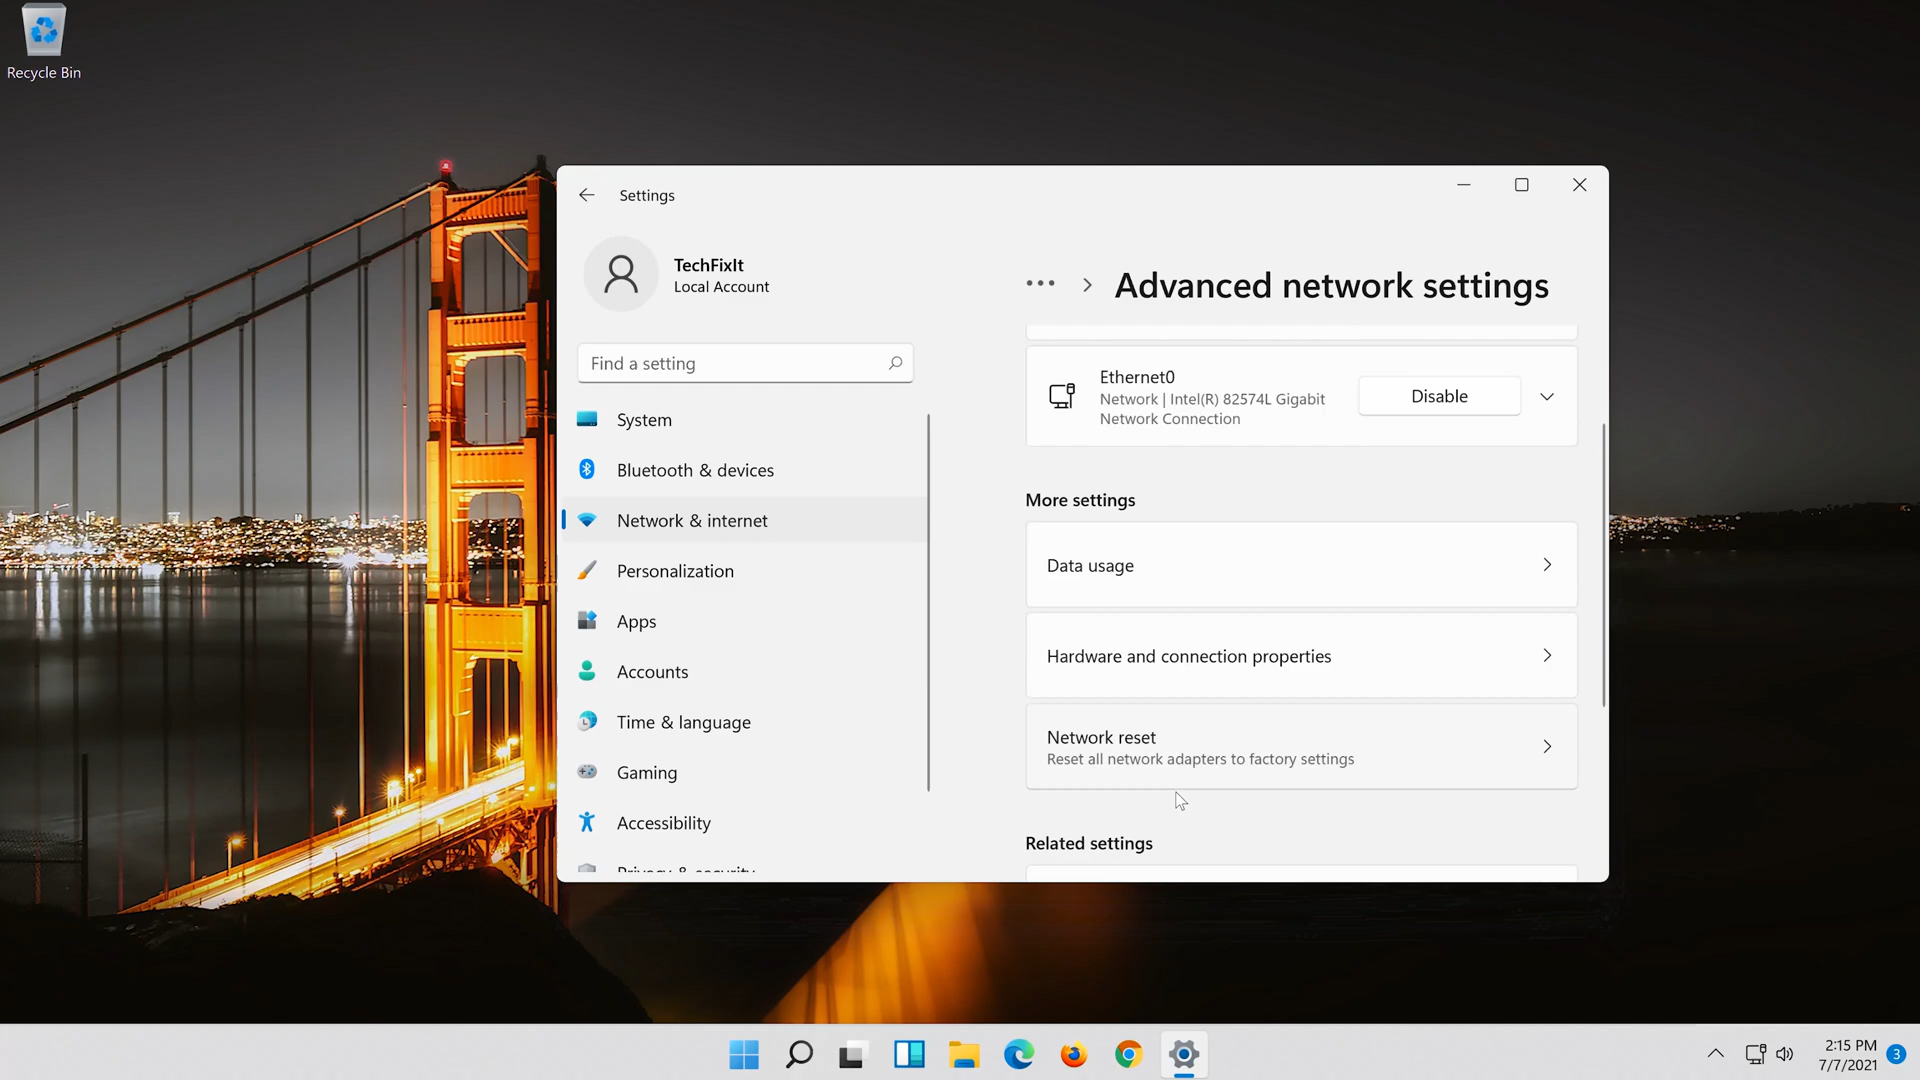 Recycle Bin
Settings
TechFixIt
Local Account
Find a setting
System
Bluetooth & devices
Network & internet
Personalization
Apps
Accounts
Time & language
Gaming
Accessibility
Privacy & security
Advanced network settings
Ethernet0
Network | Intel(R) 82574L Gigabit
Network Connection
Disable
More settings
Data usage
Hardware and connection properties
Network reset
Reset all network adapters to factory settings
Related settings
2:15 PM
7/7/2021
3